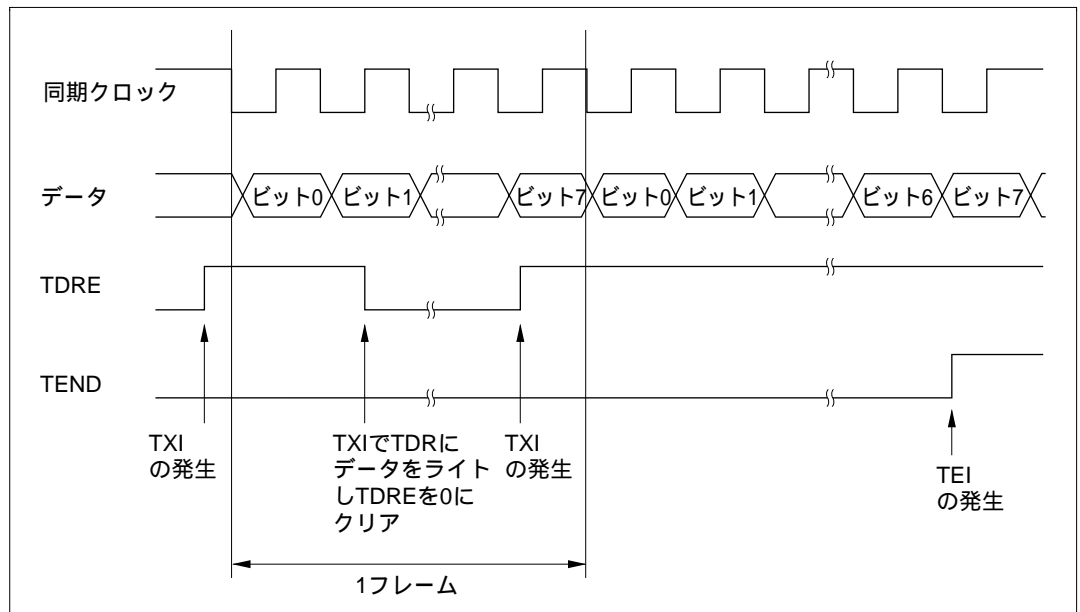 同期クロック
データ
ビット0 ビット1 ビット7 ビット0 ビット1 ビット6 ビット7
TDRE
TEND
TXI
の発生
TXIでTDRに
データをライト
しTDREを0に
クリア
TXI
の発生
TEI
の発生
1フレーム